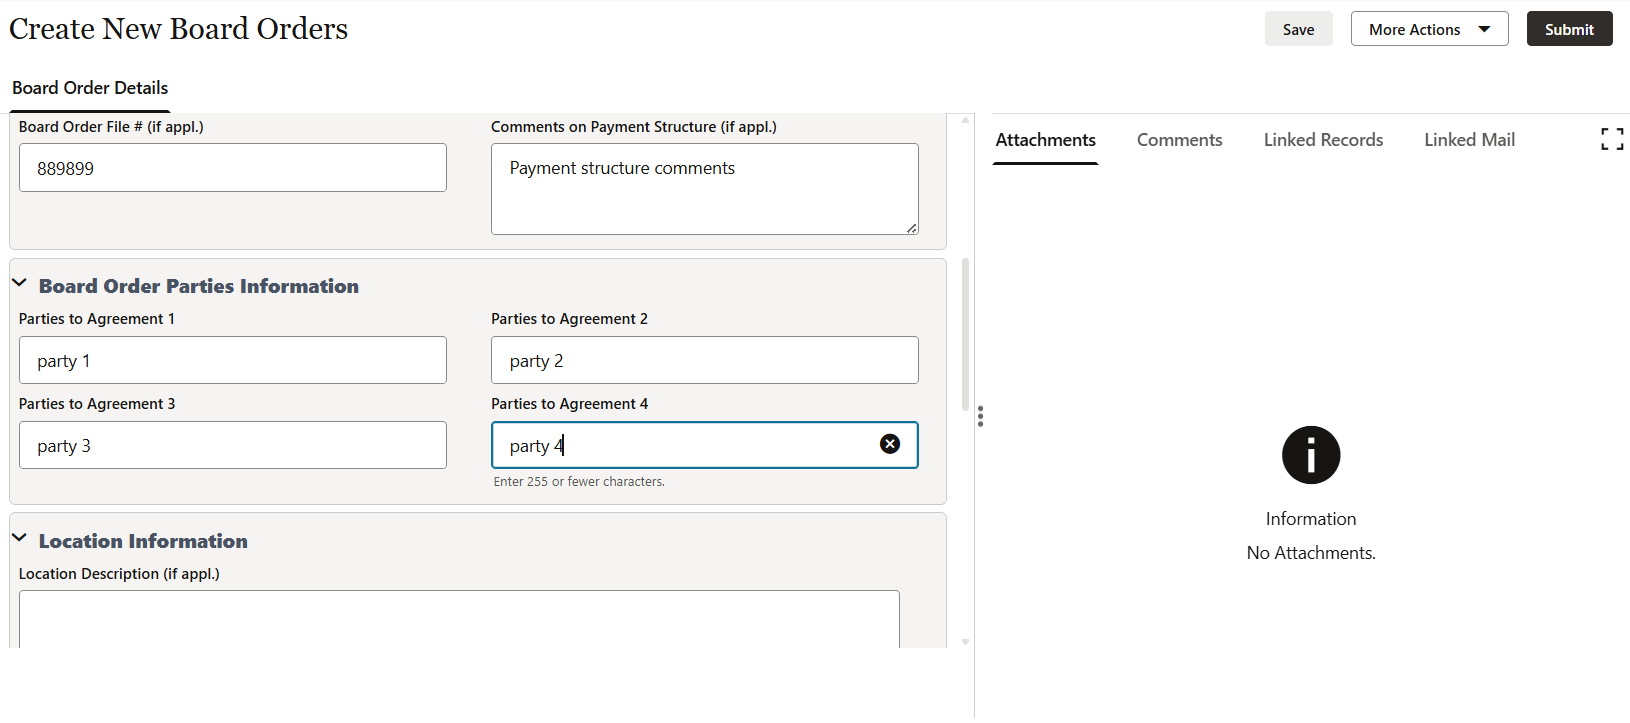 Create New Board Orders
Save
More Actions
Submit
Board Order Details
Board Order File # (if appl.)
889899
Comments on Payment Structure (if appl.)
Payment structure comments
Board Order Parties Information
Parties to Agreement 1
party 1
Parties to Agreement 2
party 2
Parties to Agreement 3
party 3
Parties to Agreement 4
party 4
Enter 255 or fewer characters.
Location Information
Location Description (if appl.)
Attachments
Comments
Linked Records
Linked Mail
Information
No Attachments.